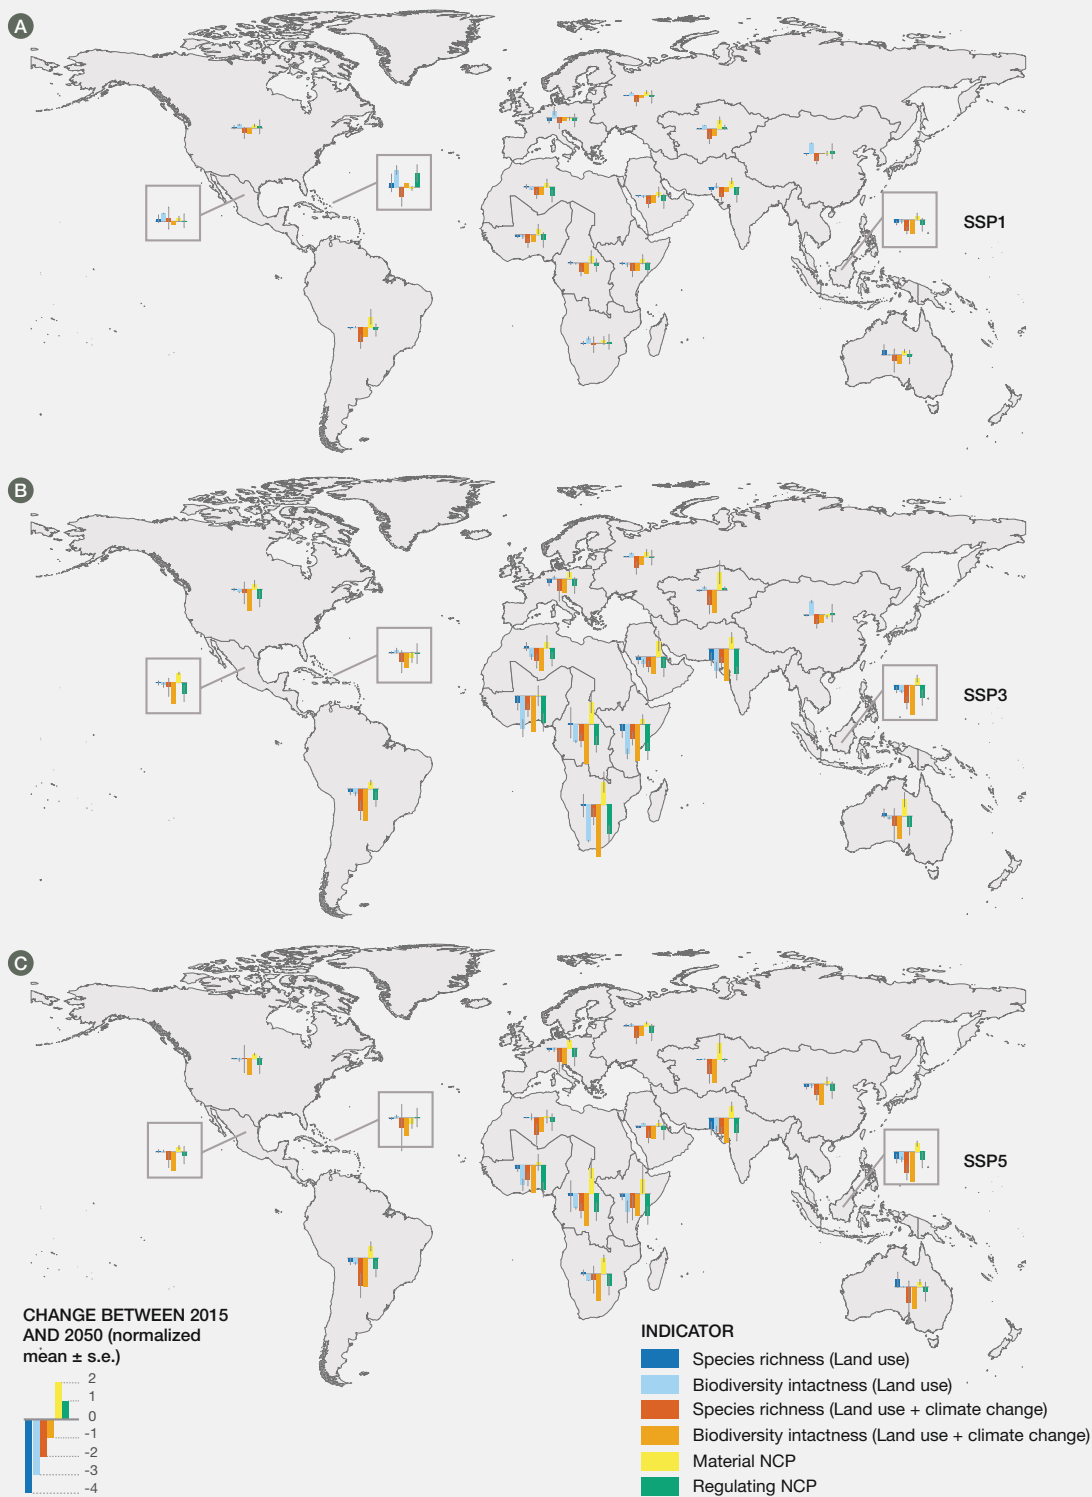 A
SSP1
B
SSP3
C
SSP5
CHANGE BETWEEN 2015
AND 2050 (normalized
mean ± s.e.)
2
1
0
-1
-2
-3
-4
INDICATOR
Species richness (Land use)
Biodiversity intactness (Land use)
Species richness (Land use + climate change)
Biodiversity intactness (Land use + climate change)
Material NCP
Regulating NCP